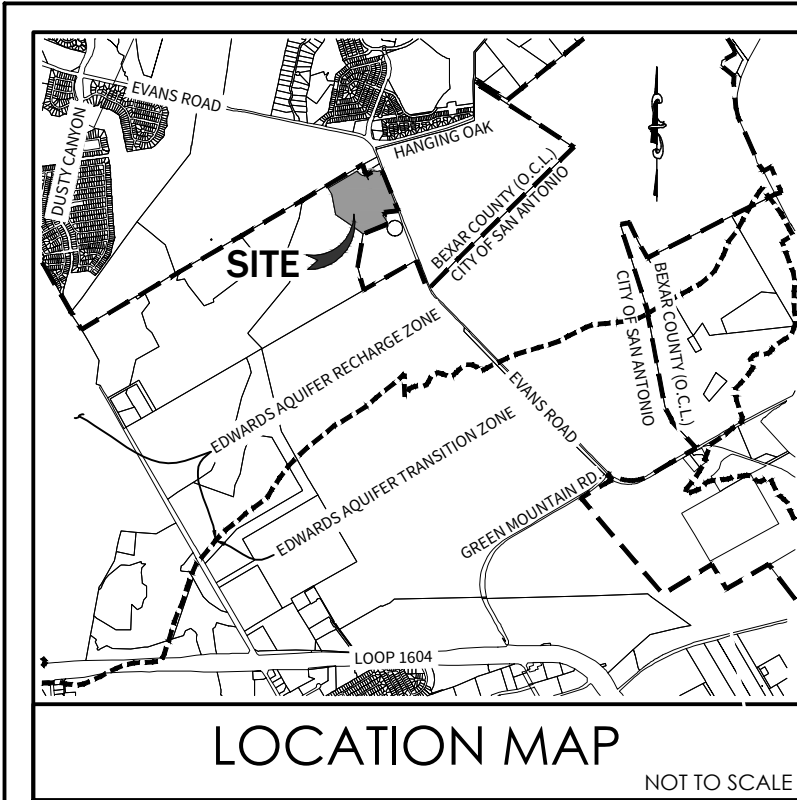 EVANS ROAD
DUSTY CANYON
HANGING OAK
BEXAR COUNTY (O.C.L.)
CITY OF SAN ANTONIO
SITE
BEXAR COUNTY (O.C.L.)
CITY OF SAN ANTONIO
EDWARDS AQUIFER RECHARGE ZONE
EVANS ROAD
EDWARDS AQUIFER TRANSITION ZONE
GREEN MOUNTAIN RD.
LOOP 1604
LOCATION MAP
NOT TO SCALE